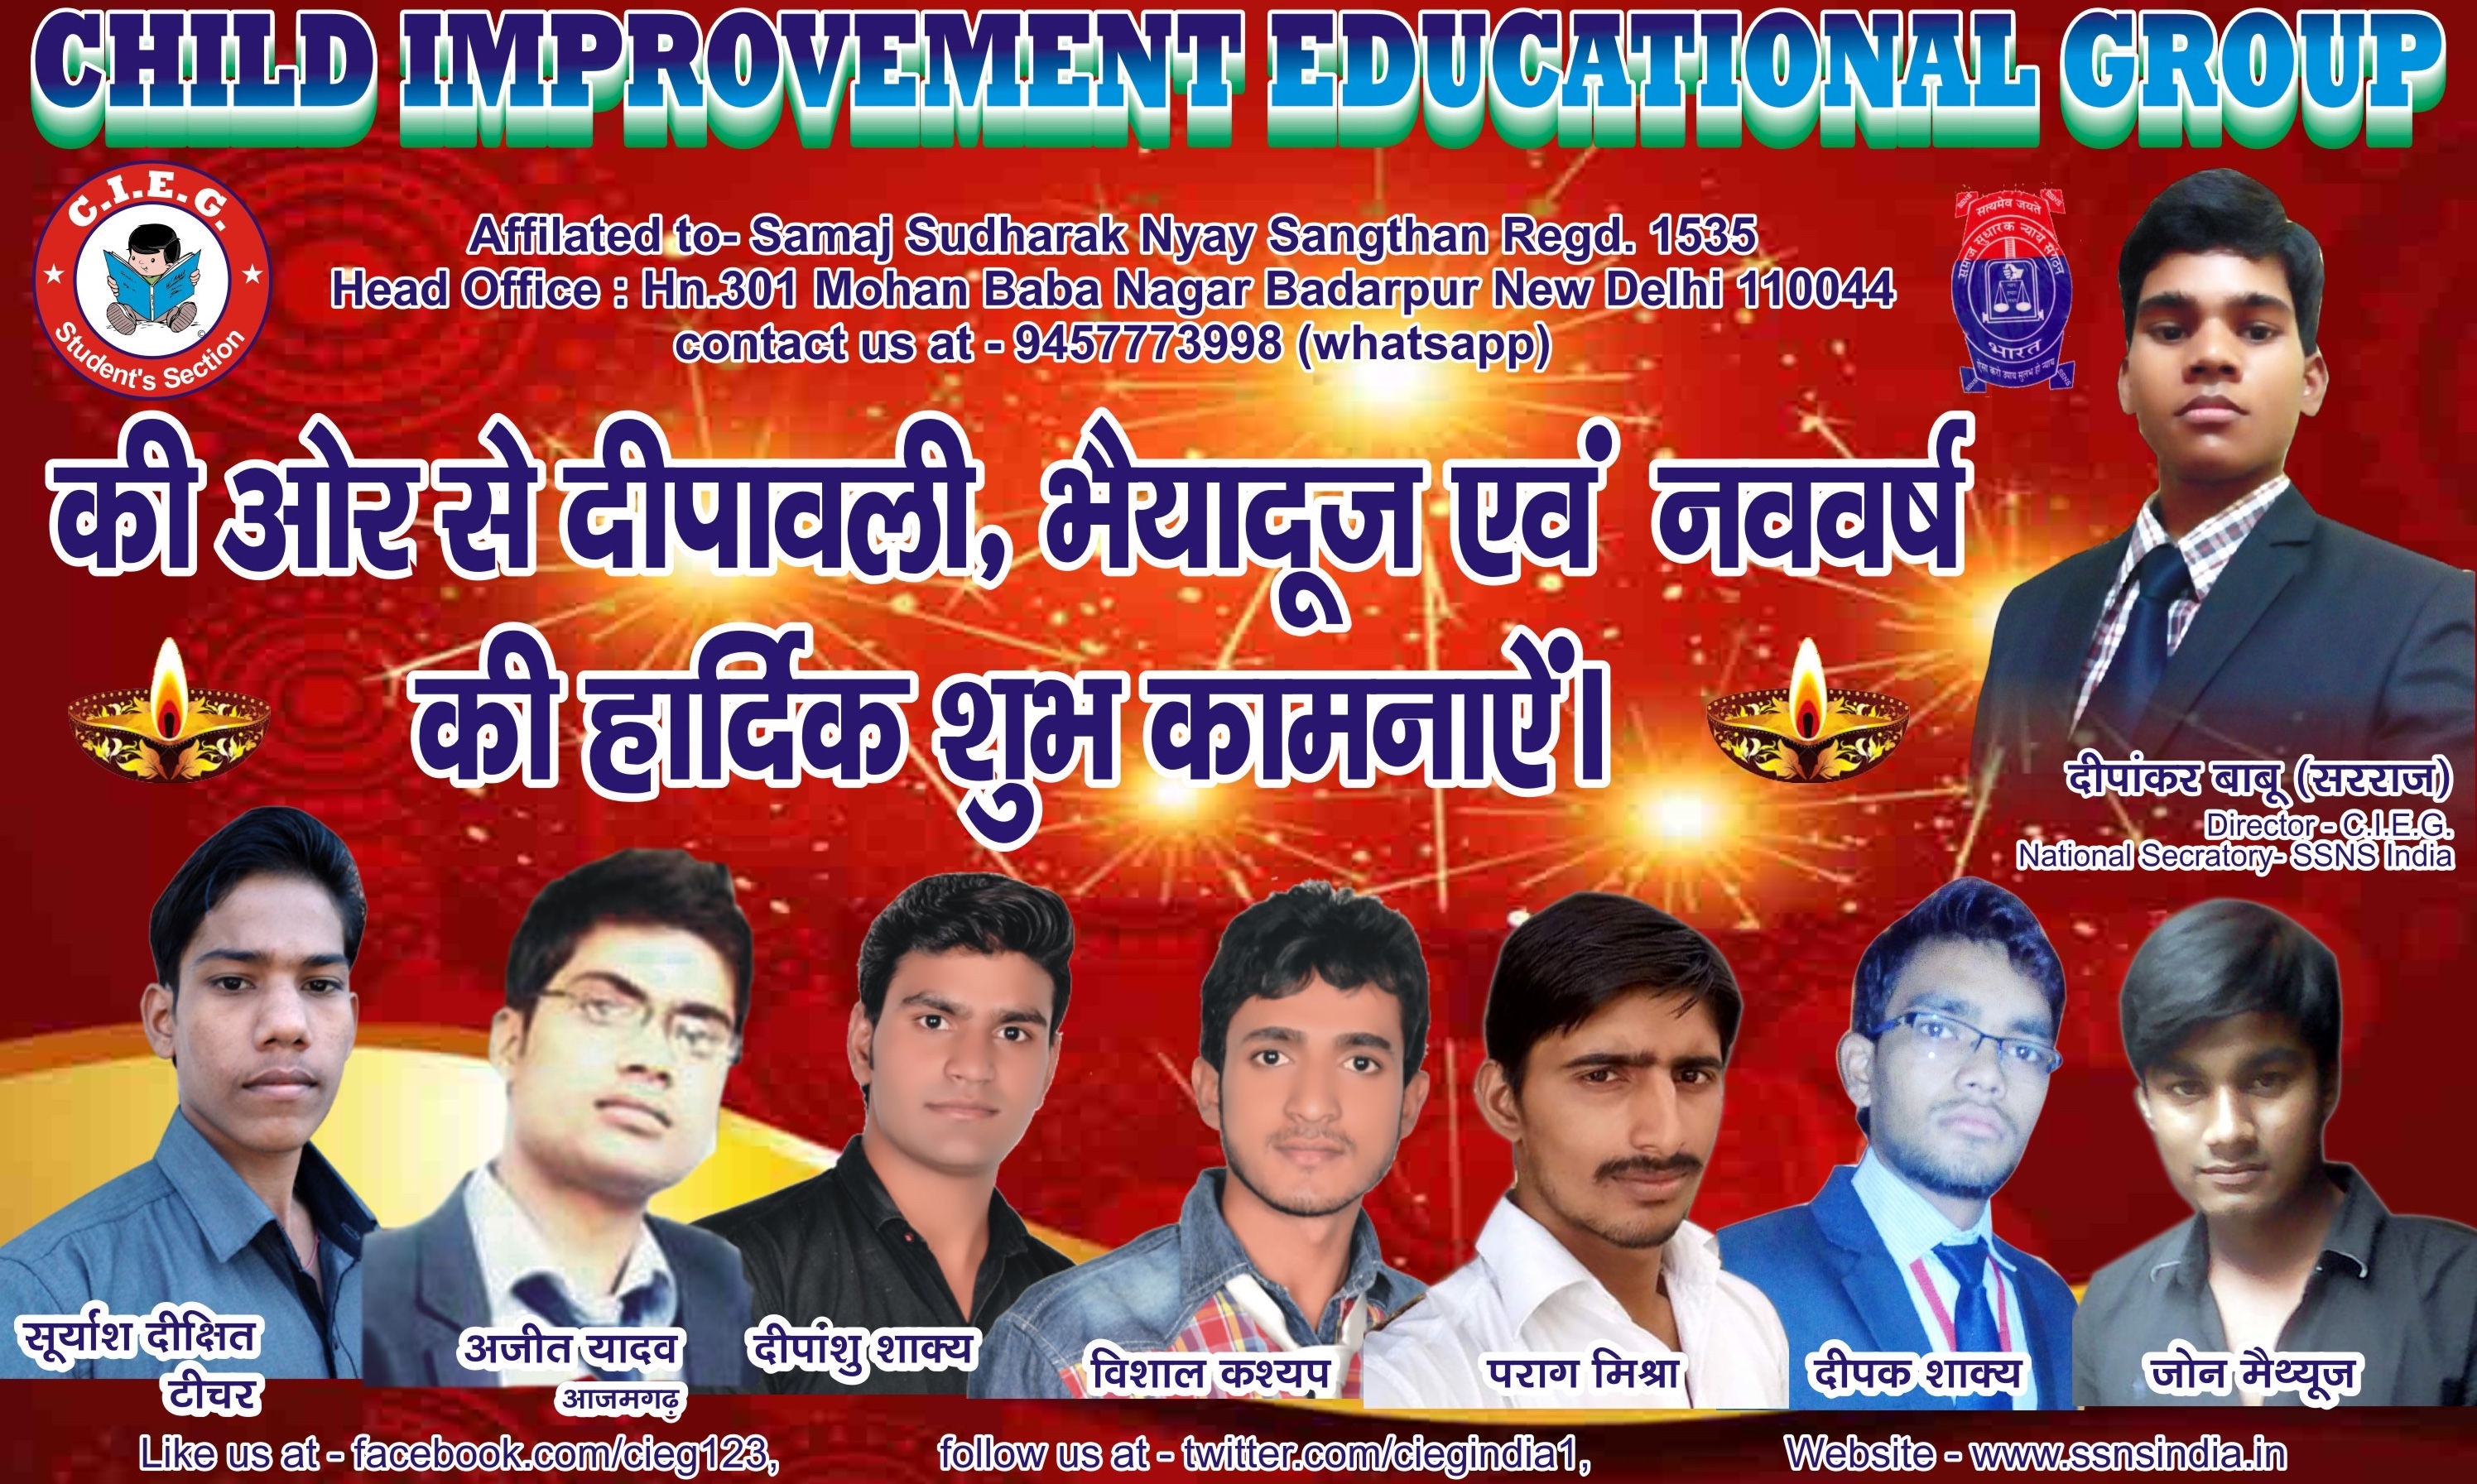 CHILD IMPROVEMENT EDUCATIONAL GROUP
C.I.E.G.
Student's Section
Affilated to- Samaj Sudharak Nyay Sangthan Regd. 1535
Head Office : Hn.301 Mohan Baba Nagar Badarpur New Delhi 110044
contact us at - 9457773998 (whatsapp)
सत्यमेव जयते
समाज सुधारक न्याय संगठन
भारत
की ओर से दीपावली, भैयादूज एवं नववर्ष
की हार्दिक शुभ कामनाऐं।
दीपांकर बाबू (सरराज)
Director - C.I.E.G.
National Secratory- SSNS India
सूर्याश दीक्षित
टीचर
अजीत यादव
आजमगढ़
दीपांशु शाक्य
विशाल कश्यप
पराग मिश्रा
दीपक शाक्य
जोन मैथ्यूज
Like us at - facebook.com/cieg123, follow us at - twitter.com/ciegindia1, Website - www.ssnsindia.in